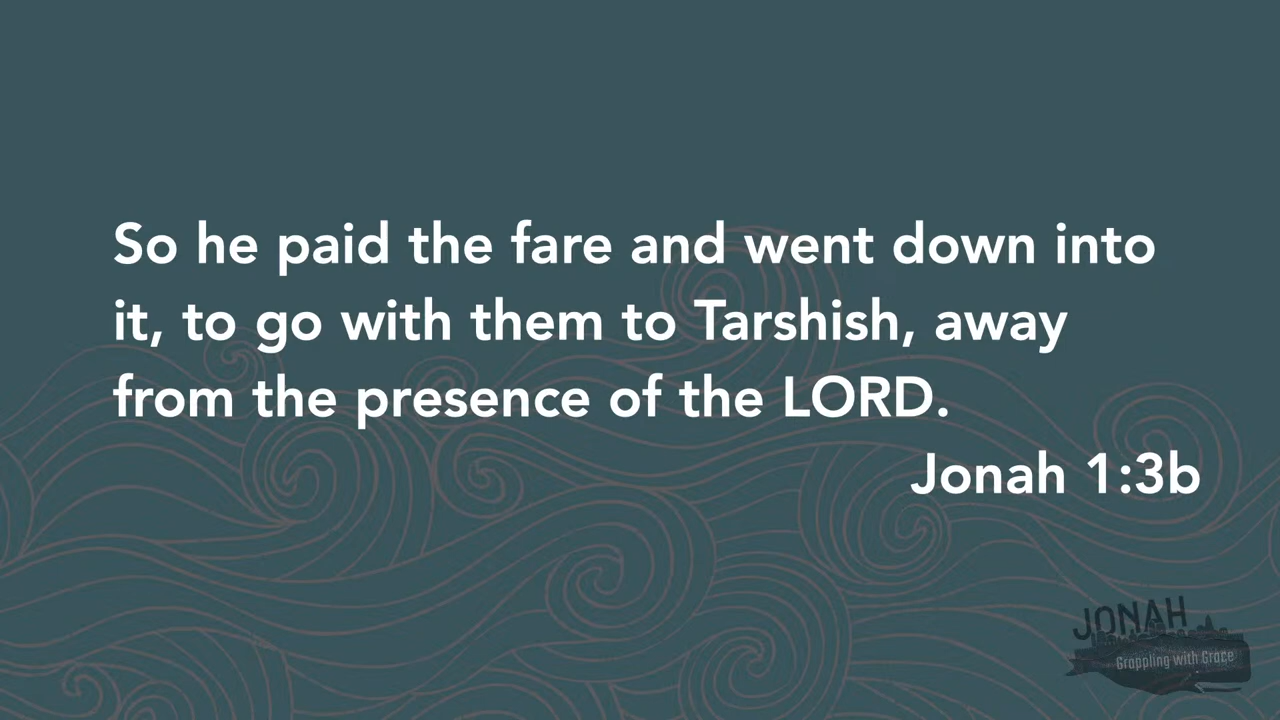 So he paid the fare and went down into
it, to go with them to Tarshish, away
from the presence of the LORD.
Jonah 1:3b
JONAH
Grappling with Grace